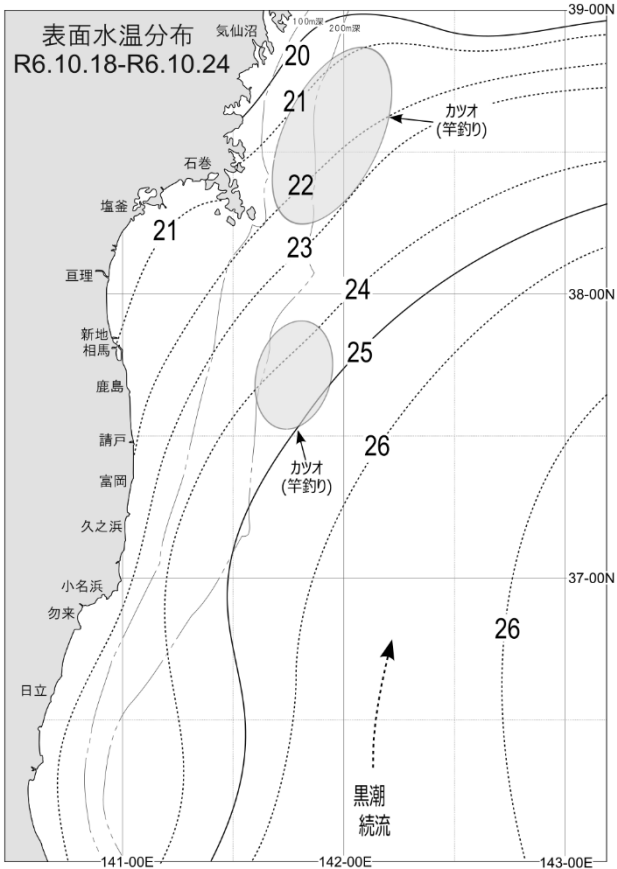 表面水温分布
R6.10.18-R6.10.24
39-00N
気仙沼
100m深
200m深
20
21
カツオ
(竿釣り)
石巻
22
塩釜
21
23
亘理
24
38-00N
新地
相馬
25
鹿島
請戸
26
カツオ
(竿釣り)
富岡
久之浜
小名浜
37-00N
勿来
26
日立
黒潮
続流
141-00E
142-00E
143-00E